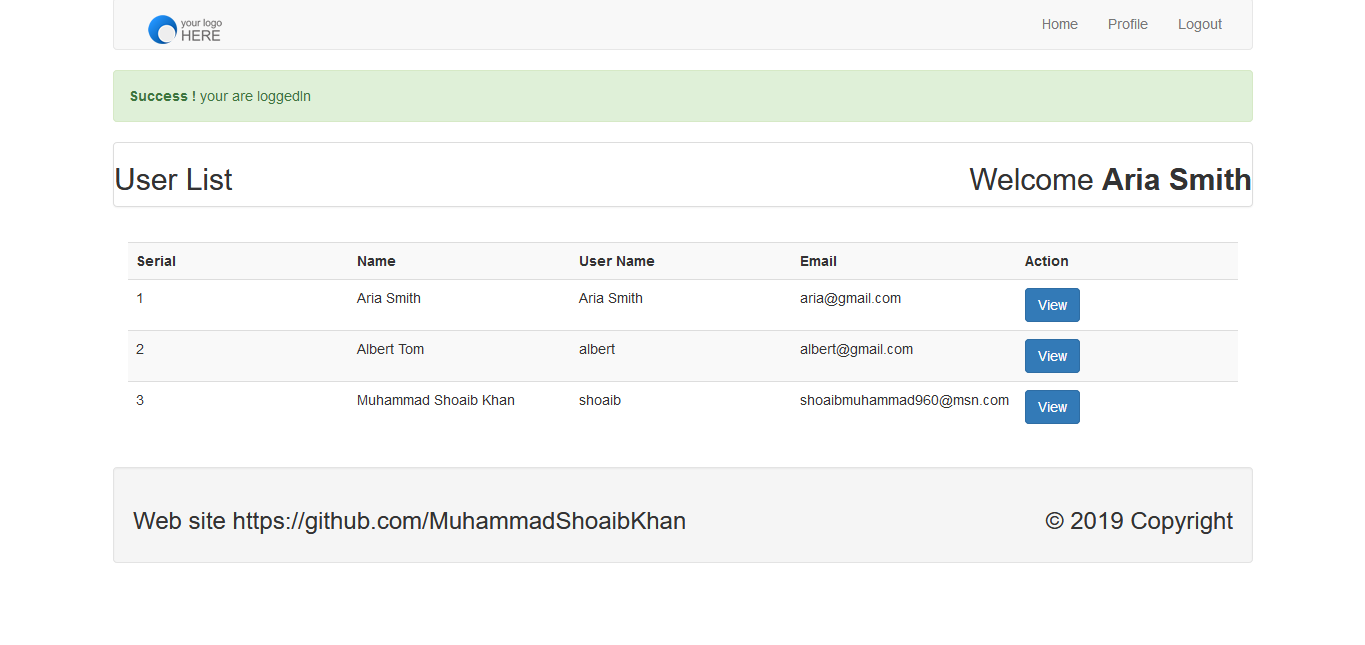 your logo
HERE
Home Profile Logout
Success ! your are loggedIn
User List Welcome Aria Smith
Serial Name User Name Email Action
1 Aria Smith Aria Smith aria@gmail.com View
2 Albert Tom albert albert@gmail.com View
3 Muhammad Shoaib Khan shoaib shoaibmuhammad960@msn.com View
Web site https://github.com/MuhammadShoaibKhan © 2019 Copyright